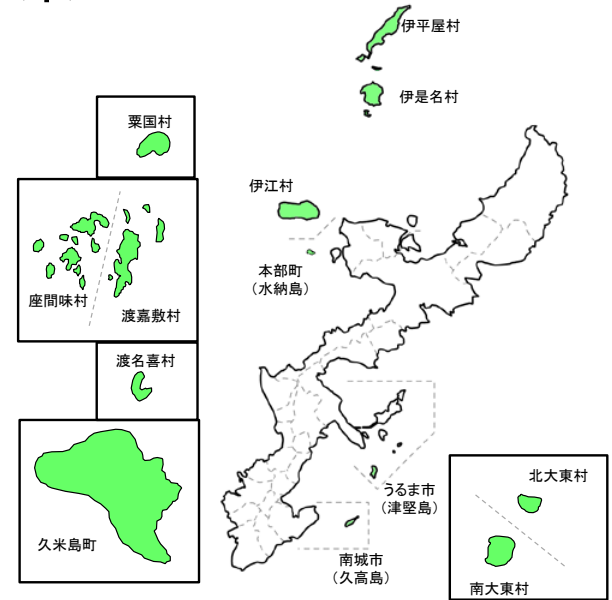 伊平屋村
伊是名村
粟国村
伊江村
本部町
（水納島）
座間味村
渡嘉敷村
渡名喜村
久米島町
うるま市
（津堅島）
南城市
（久高島）
北大東村
南大東村